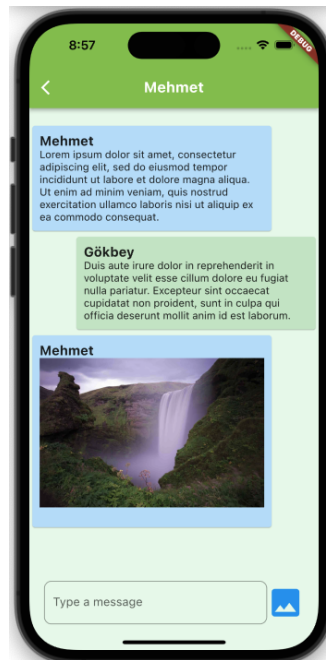 8:57
DEBUG
Mehmet
Mehmet
Lorem ipsum dolor sit amet, consectetur
adipiscing elit, sed do eiusmod tempor
incididunt ut labore et dolore magna aliqua.
Ut enim ad minim veniam, quis nostrud
exercitation ullamco laboris nisi ut aliquip ex
ea commodo consequat.
Gökbey
Duis aute irure dolor in reprehenderit in
voluptate velit esse cillum dolore eu fugiat
nulla pariatur. Excepteur sint occaecat
cupidatat non proident, sunt in culpa qui
officia deserunt mollit anim id est laborum.
Mehmet
Type a message